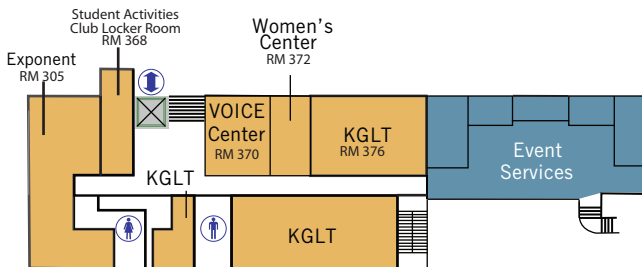 Student Activities
Club Locker Room
RM 368
Exponent
RM 305
Women's
Center
RM 372
VOICE
Center
RM 370
KGLT
RM 376
Event
Services
KGLT
KGLT